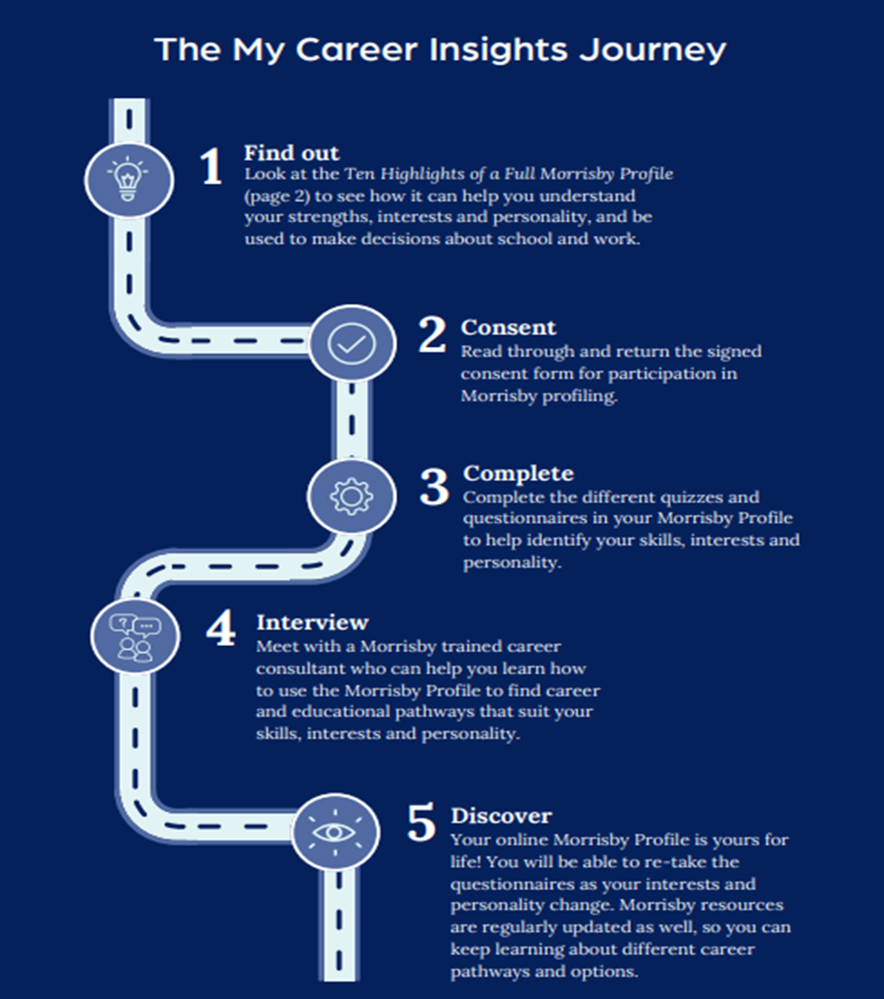 The My Career Insights Journey
1
Find out
Look at the Ten Highlights of a Full Morrisby Profile
(page 2) to see how it can help you understand
your strengths, interests and personality, and be
used to make decisions about school and work.
2
Consent
Read through and return the signed
consent form for participation in
Morrisby profiling.
3
Complete
Complete the different quizzes and
questionnaires in your Morrisby Profile
to help identify your skills, interests and
personality.
?
...
4
Interview
Meet with a Morrisby trained career
consultant who can help you learn how
to use the Morrisby Profile to find career
and educational pathways that suit your
skills, interests and personality.
5
Discover
Your online Morrisby Profile is yours for
life! You will be able to re-take the
questionnaires as your interests and
personality change. Morrisby resources
are regularly updated as well, so you can
keep learning about different career
pathways and options.